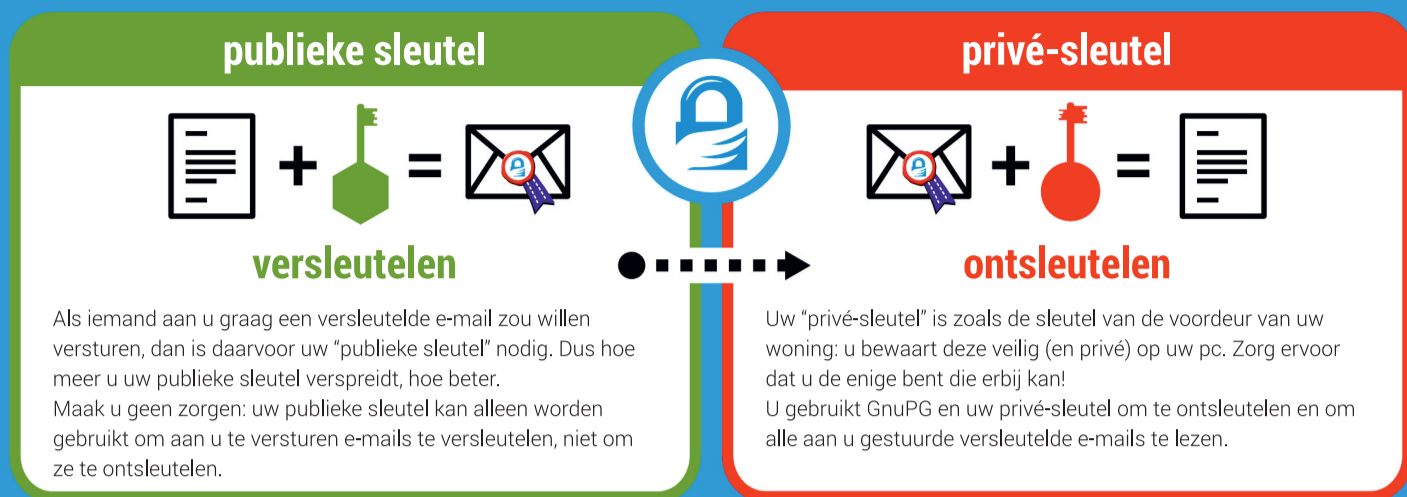 publieke sleutel
versleutelen
Als iemand aan u graag een versleutelde e-mail zou willen
versturen, dan is daarvoor uw “publieke sleutel” nodig. Dus hoe
meer u uw publieke sleutel verspreidt, hoe beter.
Maak u geen zorgen: uw publieke sleutel kan alleen worden
gebruikt om aan u te versturen e-mails te versleutelen, niet om
ze te ontsleutelen.
privé-sleutel
ontsleutelen
Uw “privé-sleutel” is zoals de sleutel van de voordeur van uw
woning: u bewaart deze veilig (en privé) op uw pc. Zorg ervoor
dat u de enige bent die erbij kan!
U gebruikt GnuPG en uw privé-sleutel om te ontsleutelen en om
alle aan u gestuurde versleutelde e-mails te lezen.